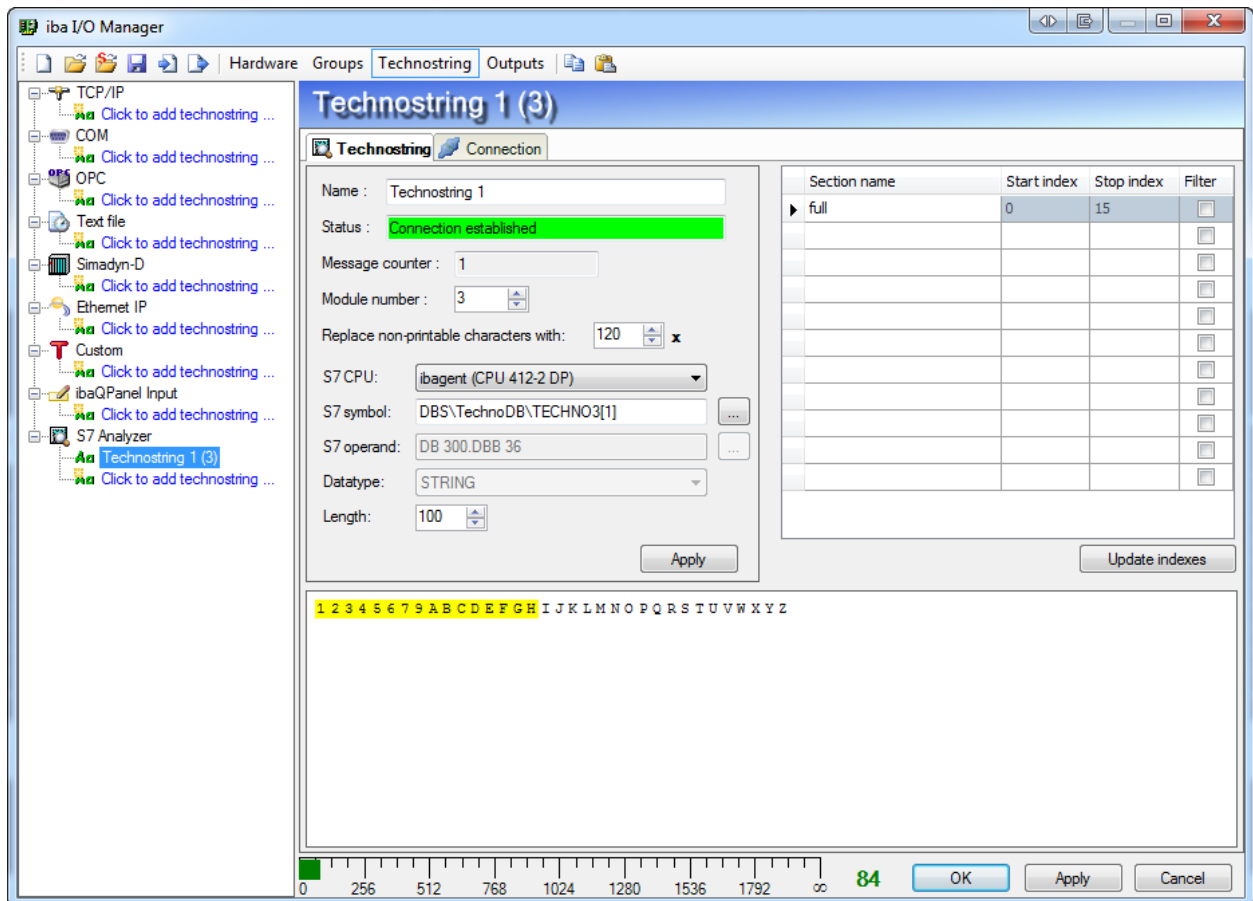 iba I/O Manager
Hardware Groups Technostring Outputs
TCP/IP
Click to add technostring ...
COM
Click to add technostring ...
OPC
OPC
Click to add technostring ...
Text file
Click to add technostring ...
Simadyn-D
Click to add technostring ...
Ethernet IP
Click to add technostring ...
Custom
Click to add technostring ...
ibaQPanel Input
Click to add technostring ...
S7 Analyzer
Aa Technostring 1 (3)
Click to add technostring ...
Technostring 1 (3)
Technostring Connection
Name : Technostring 1
Status : Connection established
Message counter : 1
Module number : 3
Replace non-printable characters with: 120 x
S7 CPU: ibagent (CPU 412-2 DP)
S7 symbol: DBS\TechnoDB\TECHNO3[1] ...
S7 operand: DB 300.DBB 36 ...
Datatype: STRING
Length: 100
Apply
Section name Start index Stop index Filter
full 0 15
Update indexes
1 2 3 4 5 6 7 9 A B C D E F G H I J K L M N O P Q R S T U V W X Y Z
0 256 512 768 1024 1280 1536 1792 ∞
84 OK Apply Cancel